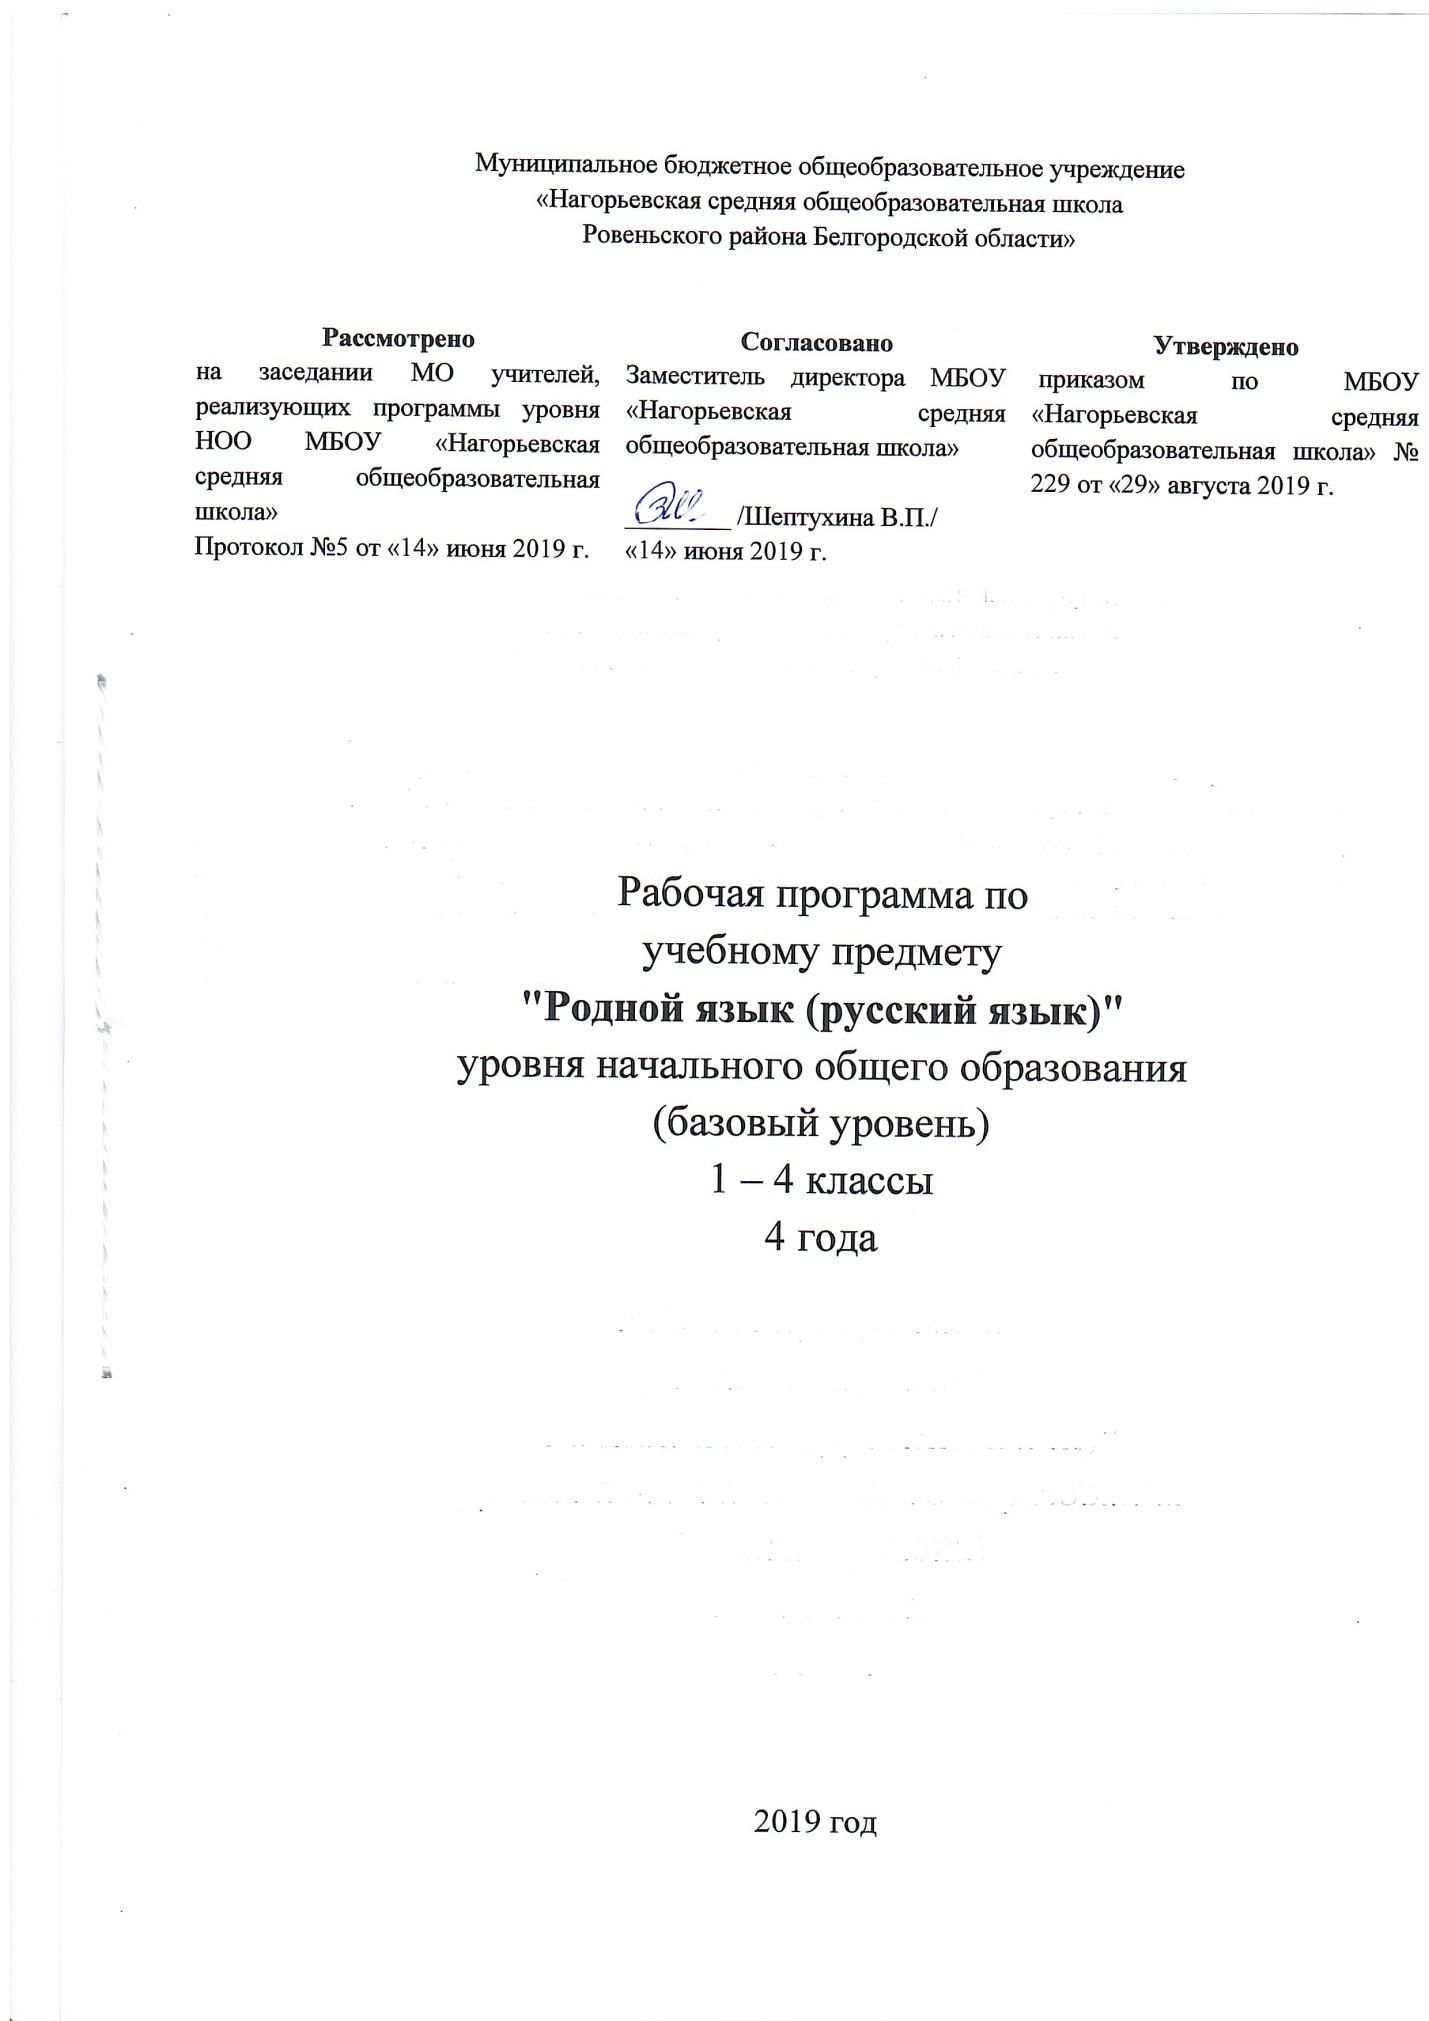 Муниципальное бюджетное общеобразовательное учреждение
«Нагорьевская средняя общеобразовательная школа
Ровеньского района Белгородской области»
Рассмотрено
на заседании МО учителей,
реализующих программы уровня
НОО МБОУ «Нагорьевская
средняя общеобразовательная
школа»
Протокол №5 от «14» июня 2019 г.
Согласовано
Заместитель директора МБОУ
«Нагорьевская средняя
общеобразовательная школа»
________ /Шептухина В.П./
«14» июня 2019 г.
Утверждено
приказом по МБОУ
«Нагорьевская средняя
общеобразовательная школа» №
229 от «29» августа 2019 г.
Рабочая программа по
учебному предмету
"Родной язык (русский язык)"
уровня начального общего образования
(базовый уровень)
1 – 4 классы
4 года
2019 год